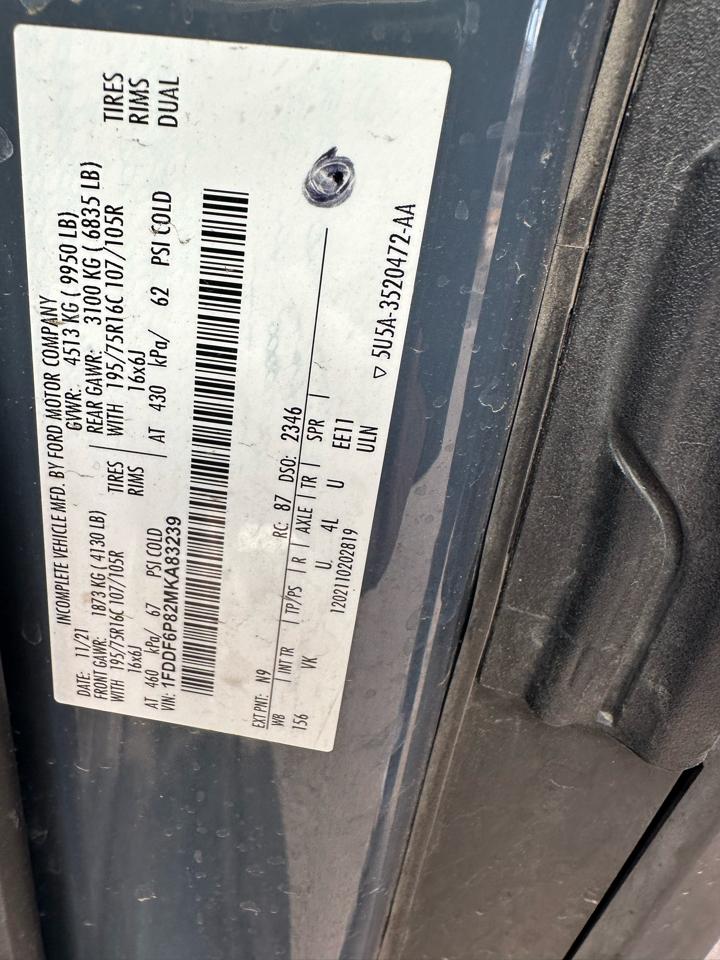 INCOMPLETE VEHICLE MFD. BY FORD MOTOR COMPANY
DATE: 11/21 GVWR: 4513 KG ( 9950 LB)
FRONT GAWR: 1873 KG ( 4130 LB) REAR GAWR: 3100 KG ( 6835 LB)
WITH 195/75R16C 107/105R TIRES WITH 195/75R16C 107/105R TIRES
16x6J RIMS 16x6J RIMS
AT 460 kPa/ 67 PSI COLD AT 430 kPa/ 62 PSI COLD DUAL
VIN: 1FDDF6P82MKA83239
EXT PNT: N9 RC: 87 DSO: 2346
WB INT TR TP/PS R AXLE TR SPR
156 VK U 4L U EE11
1202110202819 ULN
▽ 5U5A-3520472-AA